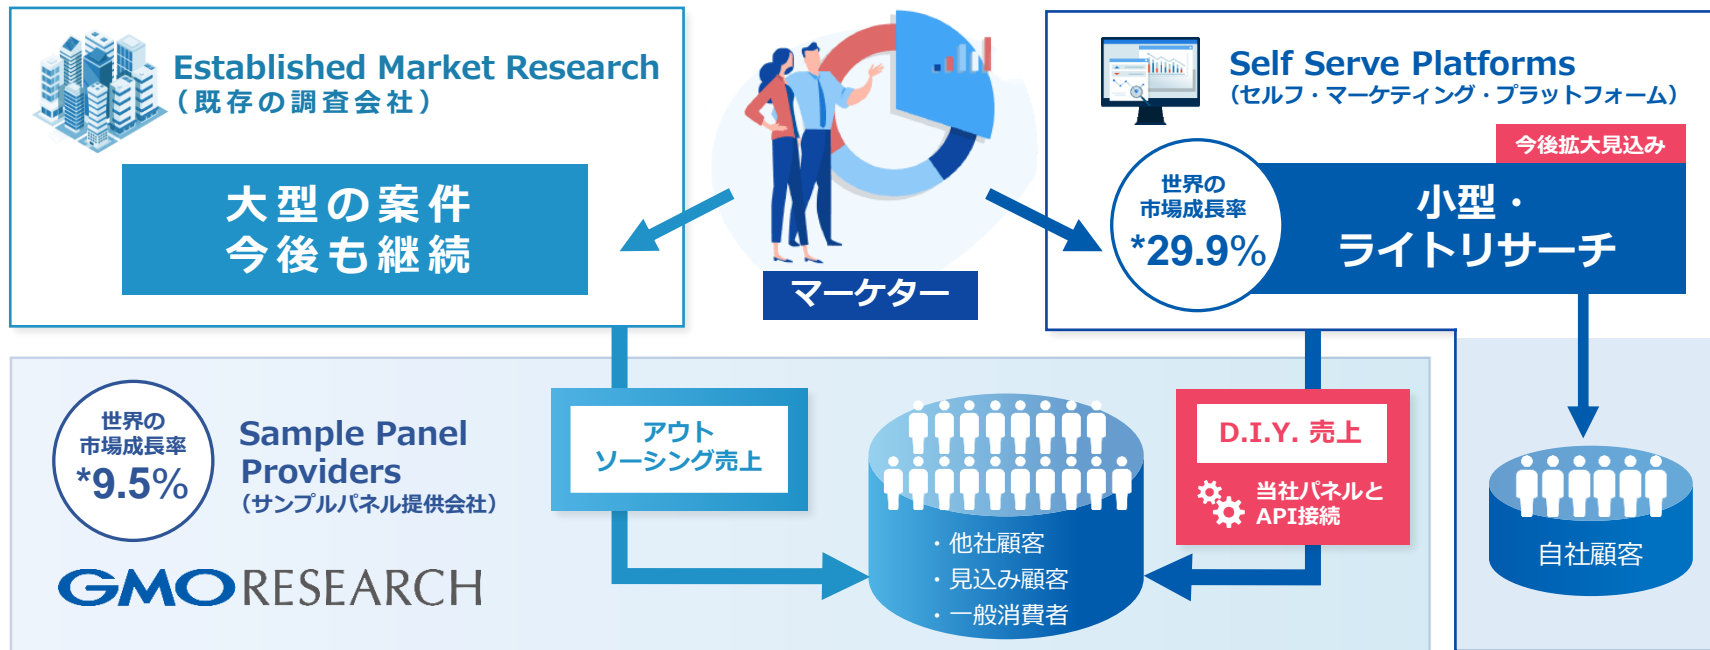 Established Market Research
（既存の調査会社）
大型の案件
今後も継続
マーケター
Self Serve Platforms
（セルフ・マーケティング・プラットフォーム）
今後拡大見込み
世界の
市場成長率
*29.9%
小型・
ライトリサーチ
世界の
市場成長率
*9.5%
Sample Panel
Providers
（サンプルパネル提供会社）
GMO RESEARCH
アウト
ソーシング売上
・他社顧客
・見込み顧客
・一般消費者
D.I.Y. 売上
当社パネルと
API接続
自社顧客